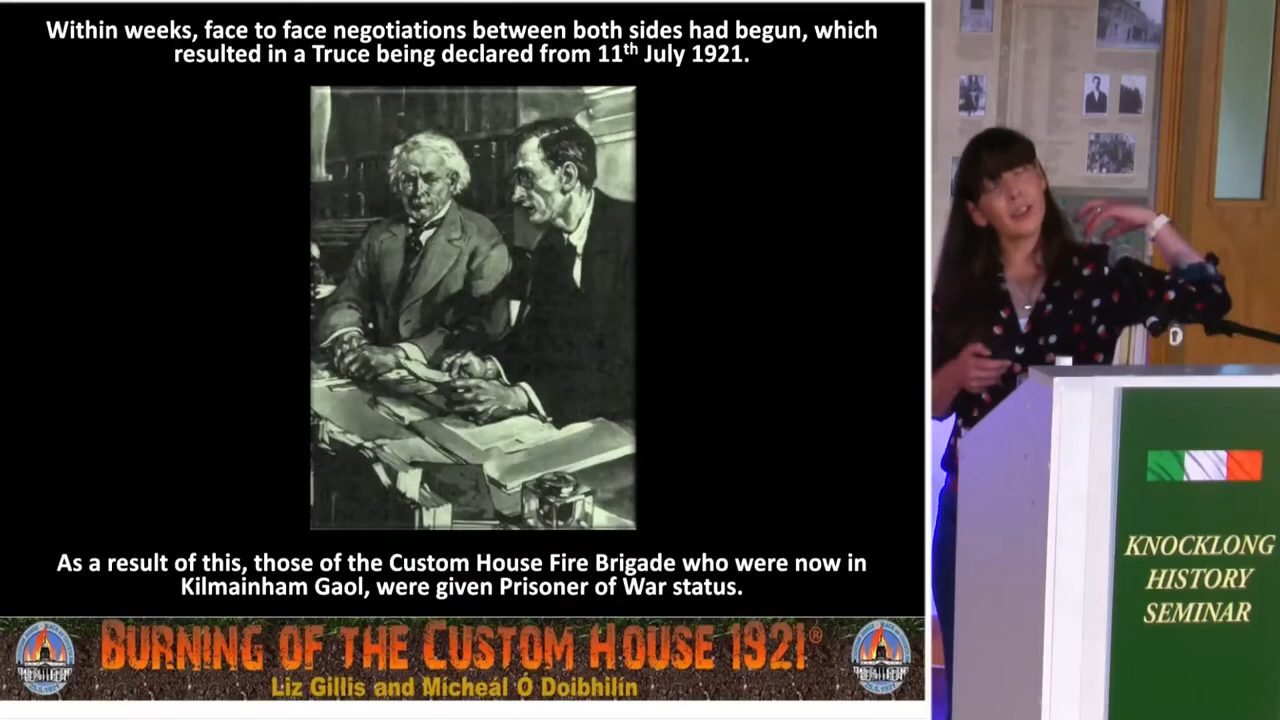 Within weeks, face to face negotiations between both sides had begun, which
resulted in a Truce being declared from 11th July 1921.
As a result of this, those of the Custom House Fire Brigade who were now in
Kilmainham Gaol, were given Prisoner of War status.
BURNING OF THE CUSTOM HOUSE 1921®
Liz Gillis and Mícheál Ó Doibhilín
KNOCKLONG
HISTORY
SEMINAR